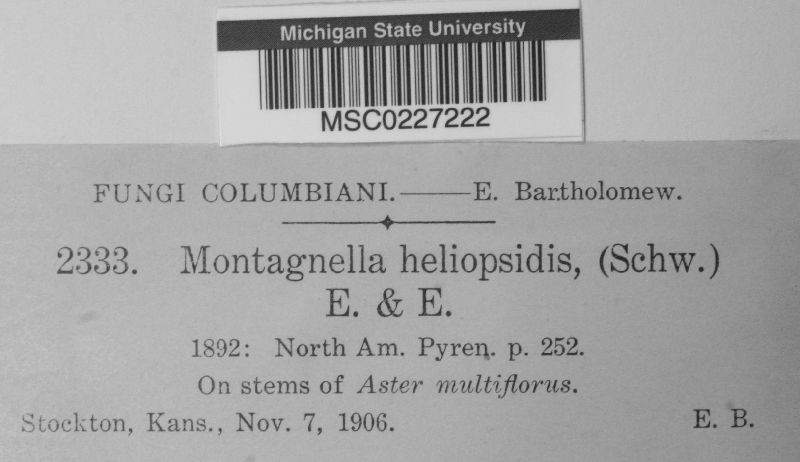 Michigan State University
MSC0227222
FUNGI COLUMBIANI.——E. Bartholomew.
2333. Montagnella heliopsidis, (Schw.)
E. & E.
1892: North Am. Pyren. p. 252.
On stems of Aster multiflorus.
Stockton, Kans., Nov. 7, 1906. E. B.